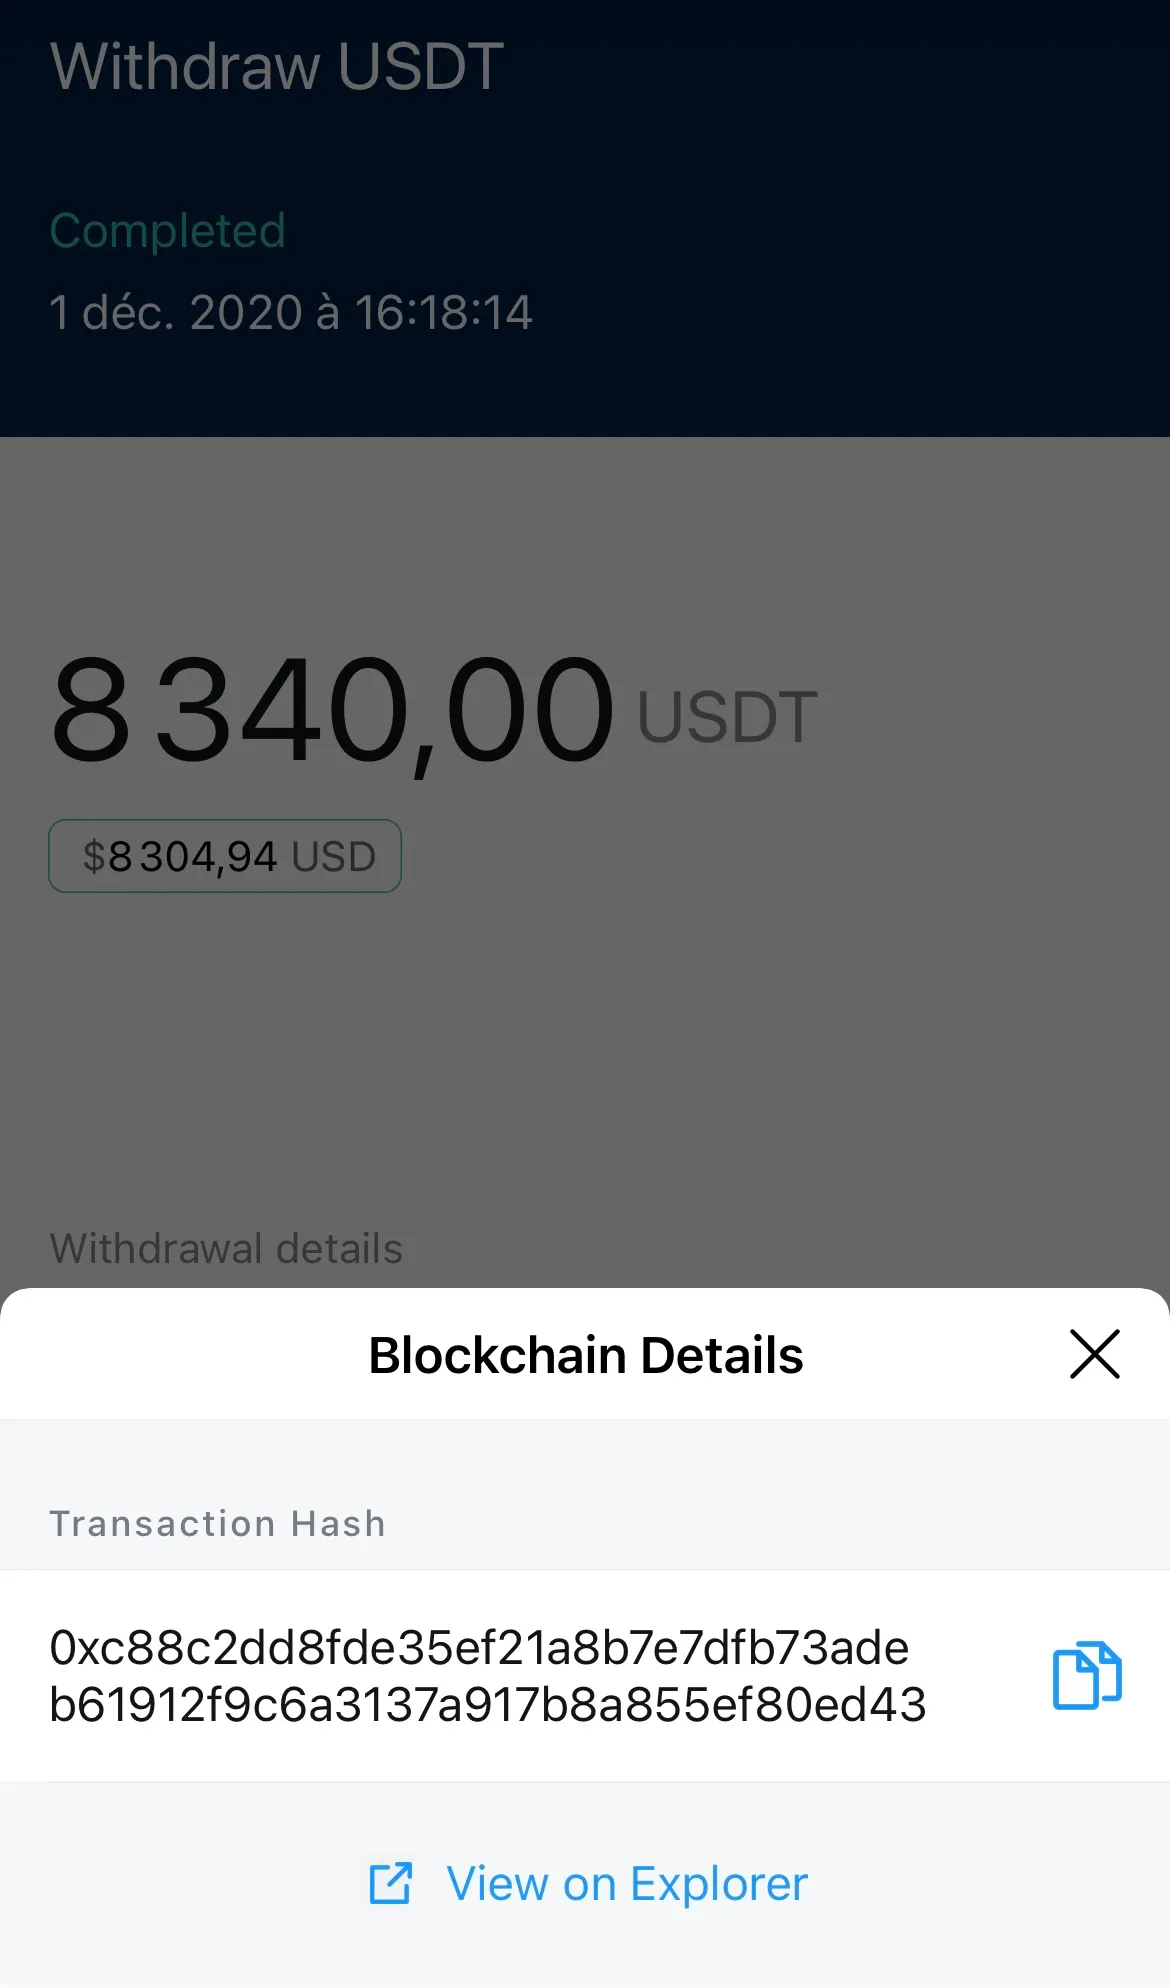 Withdraw USDT
Completed
1 déc. 2020 à 16:18:14
8 340,00 USDT
$8 304,94 USD
Withdrawal details
Blockchain Details
Transaction Hash
0xc88c2dd8fde35ef21a8b7e7dfb73ade
b61912f9c6a3137a917b8a855ef80ed43
View on Explorer